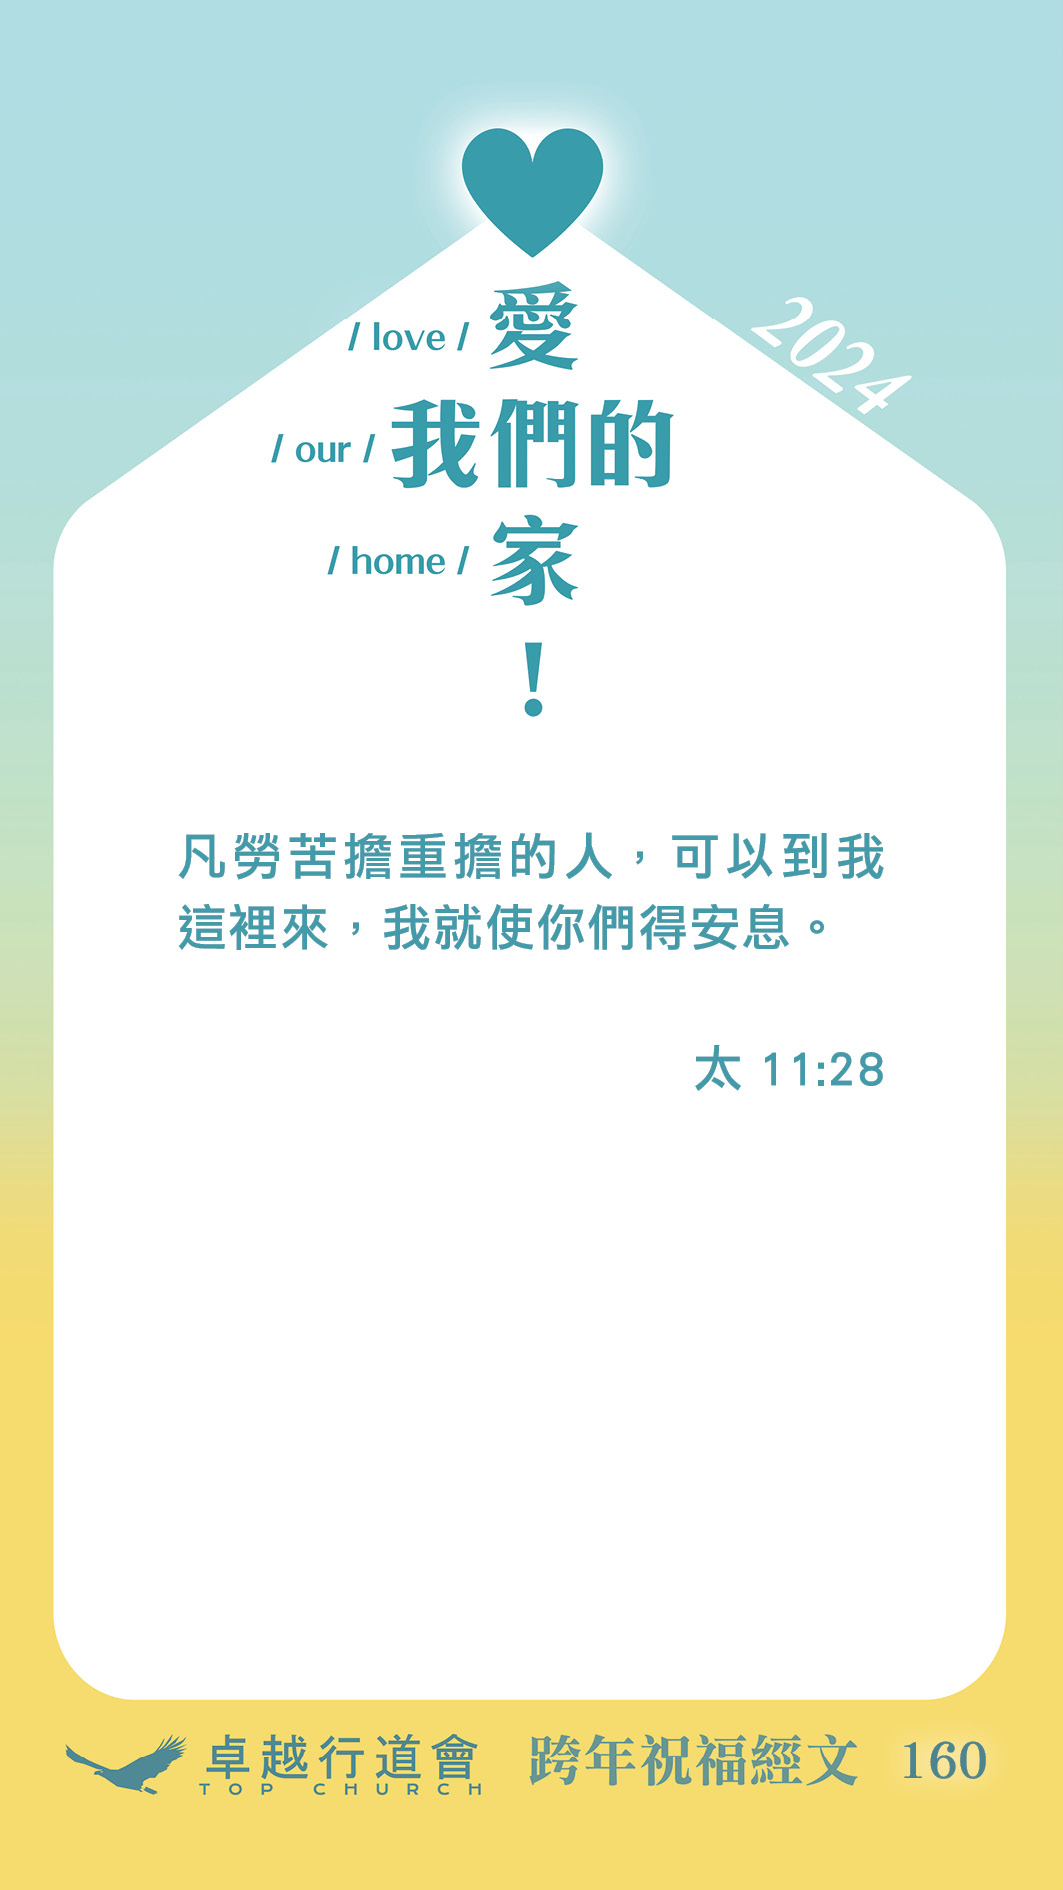 2024
/ love / 愛
/ our / 我們的
/ home / 家
!
凡勞苦擔重擔的人，可以到我
這裡來，我就使你們得安息。
太 11:28
卓越行道會
TOP CHURCH
跨年祝福經文 160